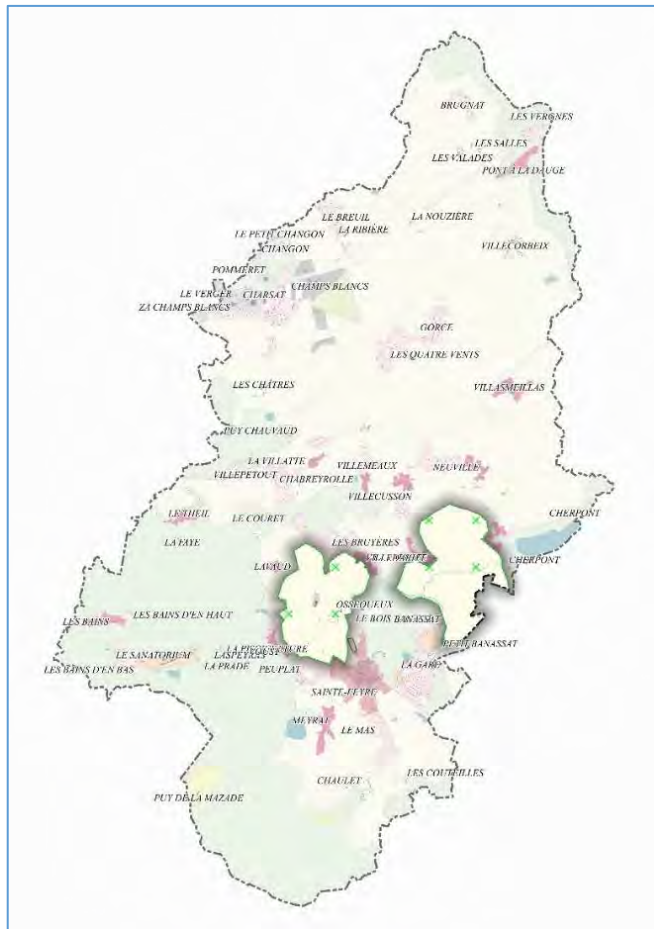 BRUGNAT
LES VERGNES
LES SALLES
LES VALADES
PONT À LA DAUGE
LE BREUIL
LA NOUZIÈRE
LA RIBIÈRE
LE PETIT CHANGON
CHANGON
VILLECORBEIX
POMMERET
CHAMPS BLANCS
LE VERGER
CHARSAT
ZA CHAMPS BLANCS
GORCE
LES QUATRE VENTS
LES CHÂTRES
VILLASMEILLAS
PUY CHAUVAUD
LA VILLATTE
VILLEMEAUX
NEUVILLE
VILLEPETOUT
CHABREYROLLE
VILLECUSSON
LE THEIL
LE COURET
CHERPONT
LA FAYE
LES BRUYÈRES
CHERPONT
LAVAUD
OSSEQUEUX
LES BAINS D'EN HAUT
LES BAINS
LE BOIS
BANASSAT
PETIT BANASSAT
LE SANATORIUM
LASPEYRAS
LA PRADE
LES BAINS D'EN BAS
PEUPLAT
LA GARE
SAINTE-FEYRE
MEYRAT
LE MAS
CHAULET
LES COUTEILLES
PUY DE LA MAZADE